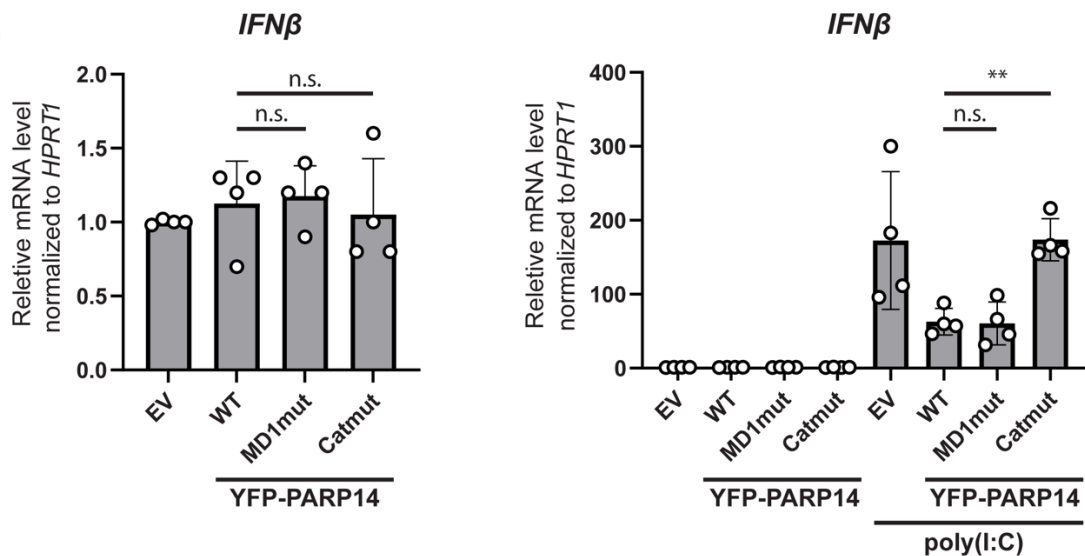 IFNβ
Reletive mRNA level
normalized to HPRT1
2.0
1.5
1.0
0.5
0.0
n.s.
n.s.
EV
WT
MD1mut
Catmut
YFP-PARP14
IFNβ
Reletive mRNA level
normalized to HPRT1
400
300
200
100
0
**
n.s.
EV
WT
MD1mut
Catmut
EV
WT
MD1mut
Catmut
YFP-PARP14
YFP-PARP14
poly(I:C)